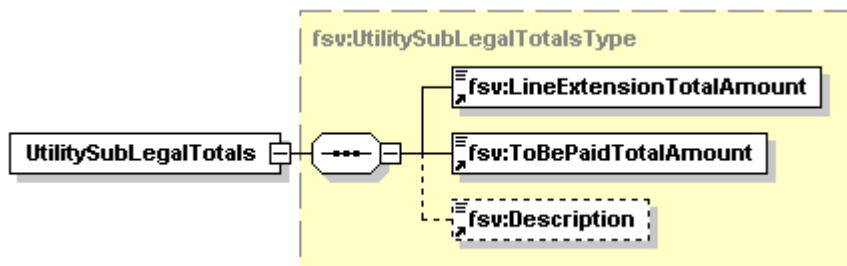 fsv:UtilitySubLegalTotalsType
fsv:LineExtensionTotalAmount
UtilitySubLegalTotals
fsv:ToBePaidTotalAmount
fsv:Description